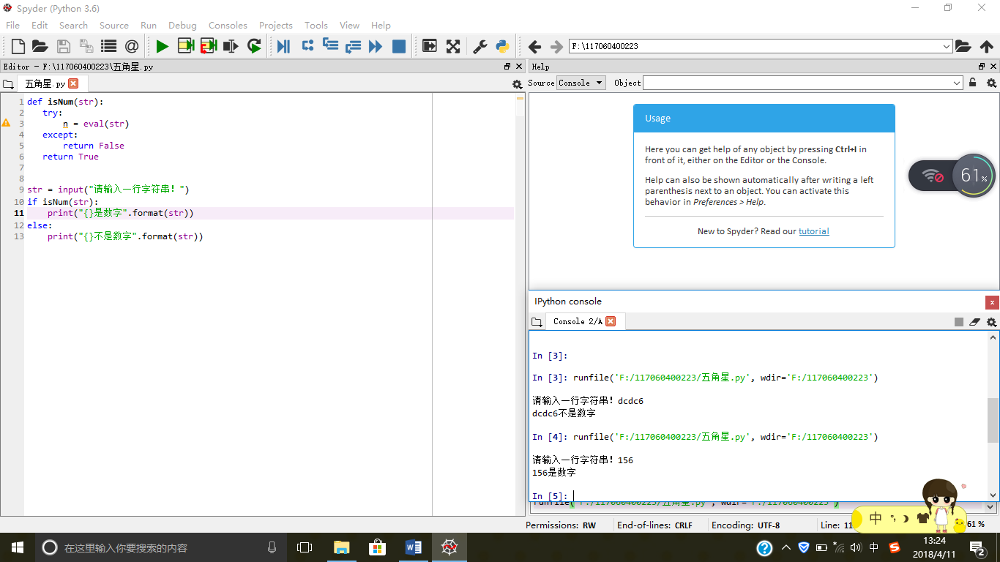 Spyder (Python 3.6)
File Edit Search Source Run Debug Consoles Projects Tools View Help
F:\117060400223
Editor - F:\117060400223\五角星.py
五角星.py
1 def isNum(str):
2 try:
3 n = eval(str)
4 except:
5 return False
6 return True
7
8
9 str = input("请输入一行字符串！")
10 if isNum(str):
11 print("{}是数字".format(str))
12 else:
13 print("{}不是数字".format(str))
Help
Source Console Object
Usage
Here you can get help of any object by pressing Ctrl+I in
front of it, either on the Editor or the Console.
Help can also be shown automatically after writing a left
parenthesis next to an object. You can activate this
behavior in Preferences > Help.
New to Spyder? Read our tutorial
61%
IPython console
Console 2/A
In [3]:
In [3]: runfile('F:/117060400223/五角星.py', wdir='F:/117060400223')
请输入一行字符串！dcdc6
dcdc6不是数字
In [4]: runfile('F:/117060400223/五角星.py', wdir='F:/117060400223')
请输入一行字符串！156
156是数字
In [5]:
runfile('F:/117060400223/五角星.py', wdir='F:/117060400223')
Permissions: RW End-of-lines: CRLF Encoding: UTF-8 Line: 11 61 %
中
在这里输入你要搜索的内容
中
13:24
2018/4/11
2